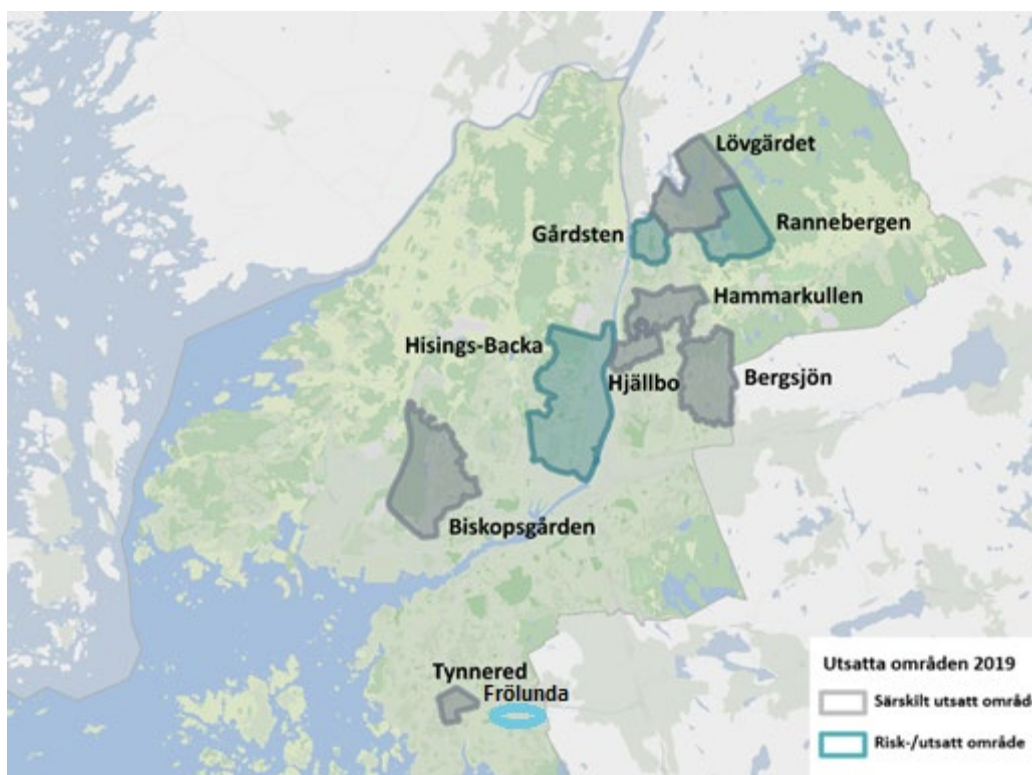 Lövgärdet
Rannebergen
Gårdsten
Hammarkullen
Hisings-Backa
Hjällbo
Bergsjön
Biskopsgården
Tynnered
Frölunda
Utsatta områden 2019
Särskilt utsatt områd
Risk-/utsatt område